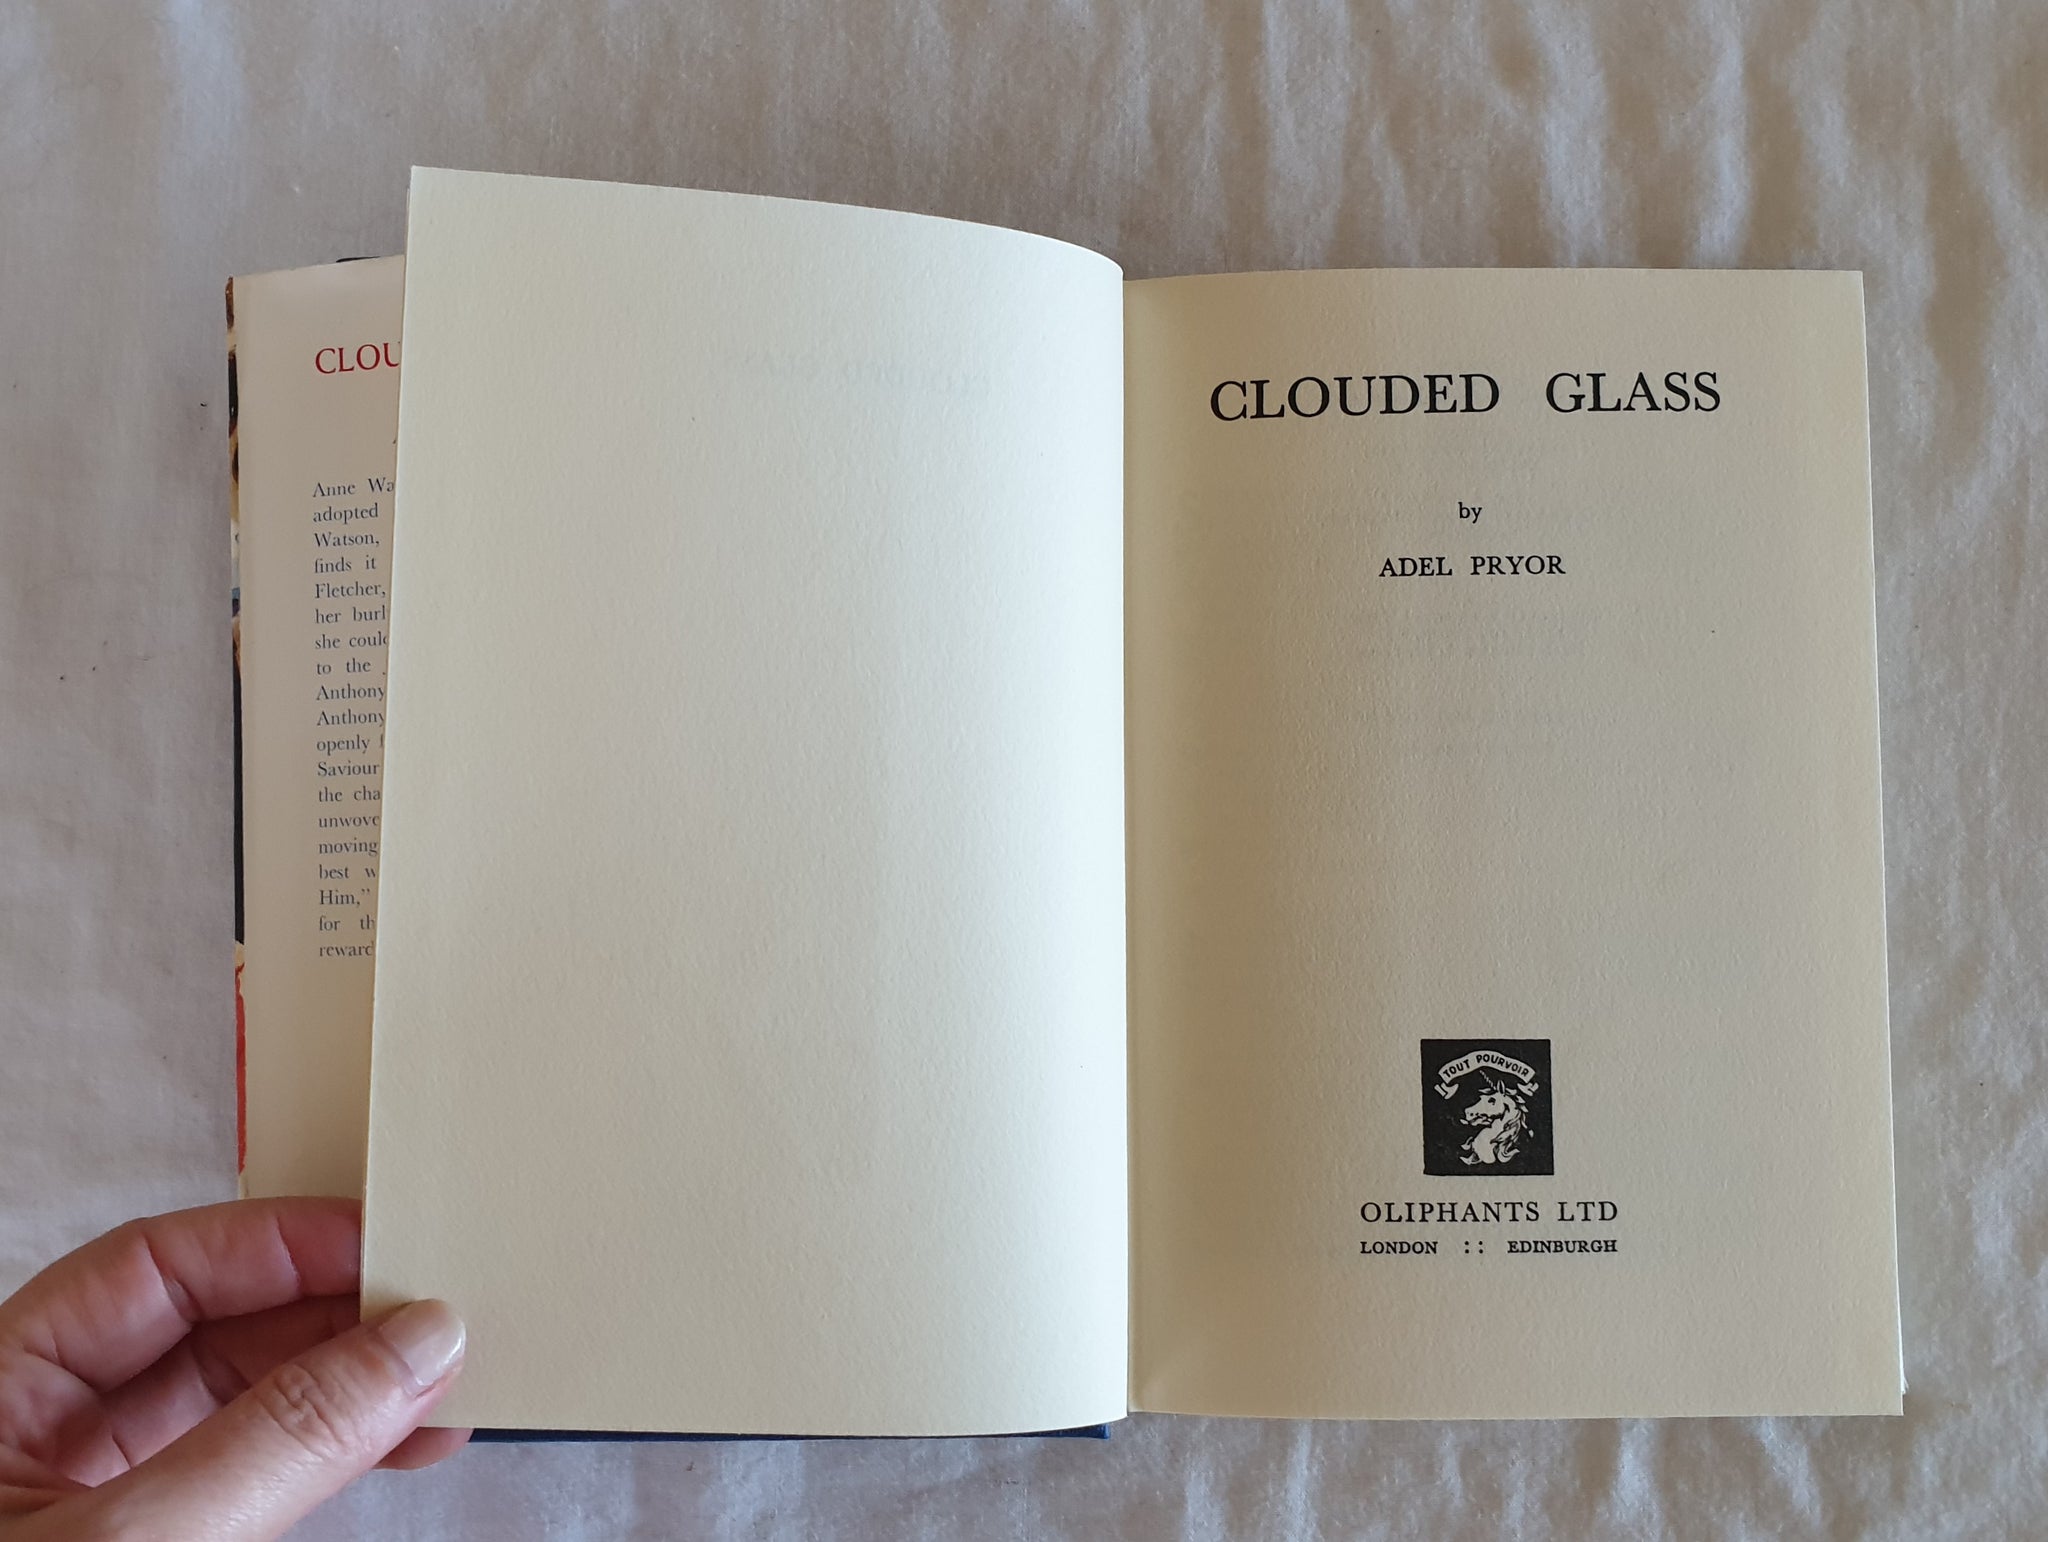 CLOU
Anne Wa
adopted
Watson,
finds it
Fletcher,
her burl
she could
to the
Anthony
Anthony
openly
Saviour
the cha
unwove
moving
best w
Him,”
for th
reward
CLOUDED GLASS
by
ADEL PRYOR
TOUT POURVOIR
OLIPHANTS LTD
LONDON :: EDINBURGH